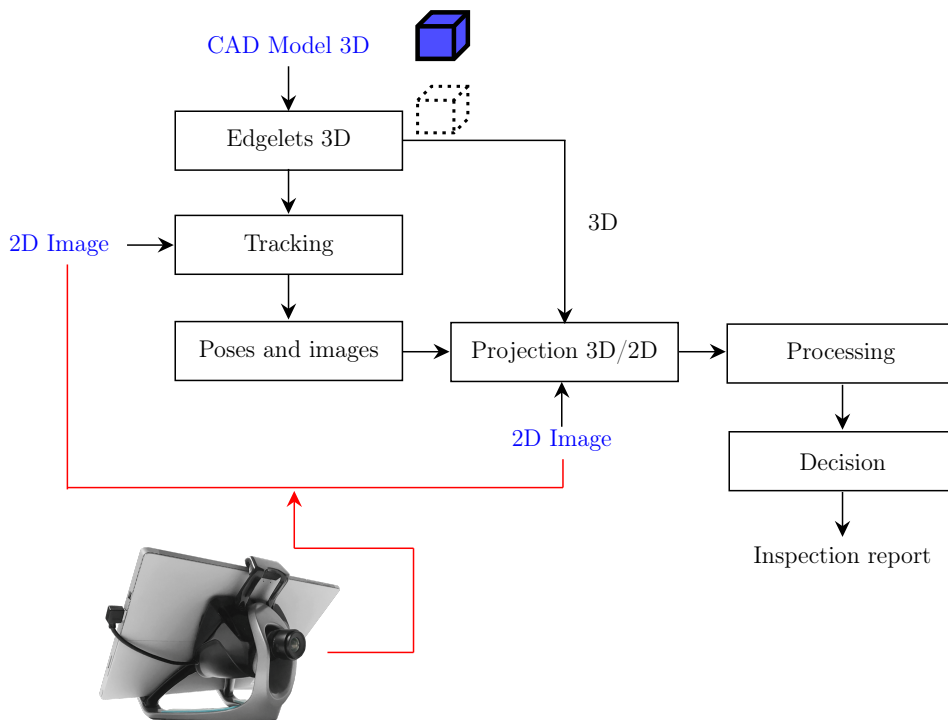 CAD Model 3D
Edgelets 3D
3D
2D Image
Tracking
Poses and images
Projection 3D/2D
Processing
2D Image
Decision
Inspection report